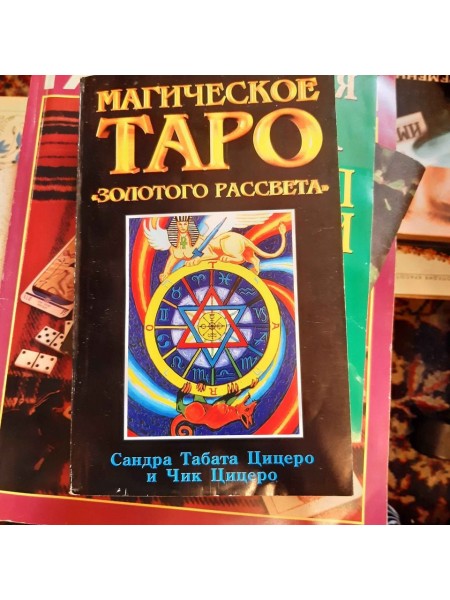 МАГИЧЕСКОЕ
ТАРО
«ЗОЛОТОГО РАССВЕТА»
Сандра Табата Цицеро
и Чик Цицеро